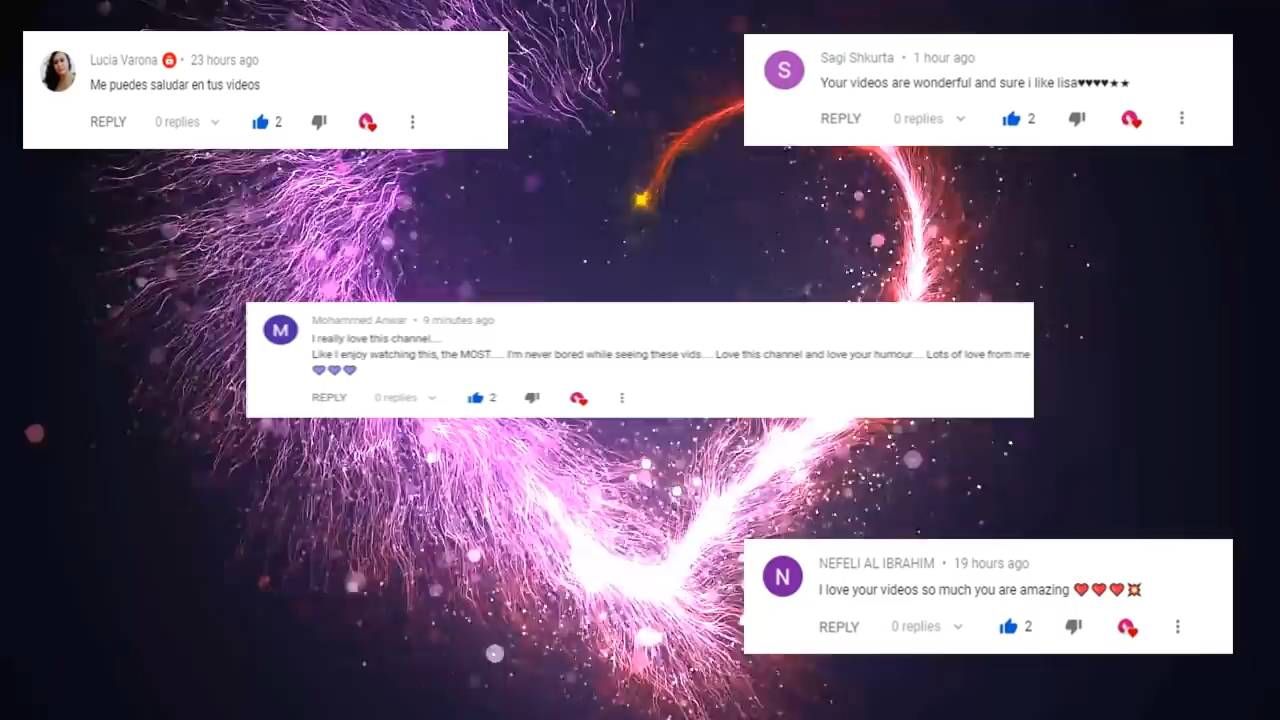 Lucia Varona • 23 hours ago
Me puedes saludar en tus videos
REPLY 0 replies 2
S
Sagi Shkurta • 1 hour ago
Your videos are wonderful and sure i like lisa♥♥♥♥★★
REPLY 0 replies 2
M
Mohammed Anwar • 9 minutes ago
I really love this channel....
Like I enjoy watching this, the MOST..... I'm never bored while seeing these vids.... Love this channel and love your humour.... Lots of love from me
💜💜💜
REPLY 0 replies 2
N
NEFELI AL IBRAHIM • 19 hours ago
I love your videos so much you are amazing ❤❤❤💥
REPLY 0 replies 2